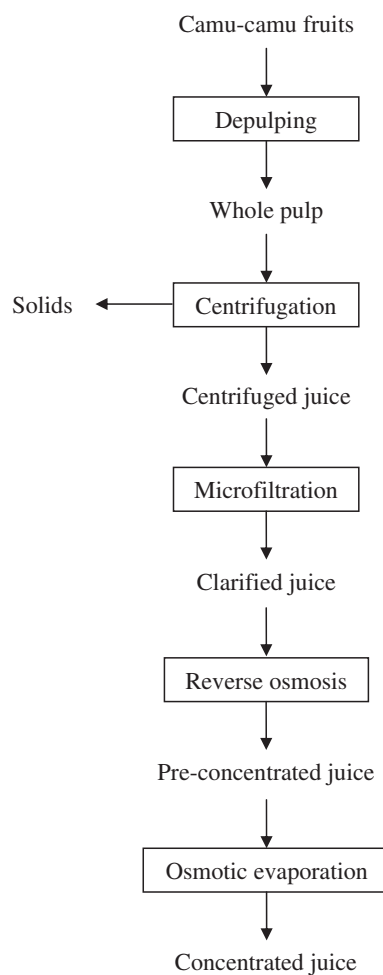 Camu-camu fruits
Depulping
Whole pulp
Solids
Centrifugation
Centrifuged juice
Microfiltration
Clarified juice
Reverse osmosis
Pre-concentrated juice
Osmotic evaporation
Concentrated juice